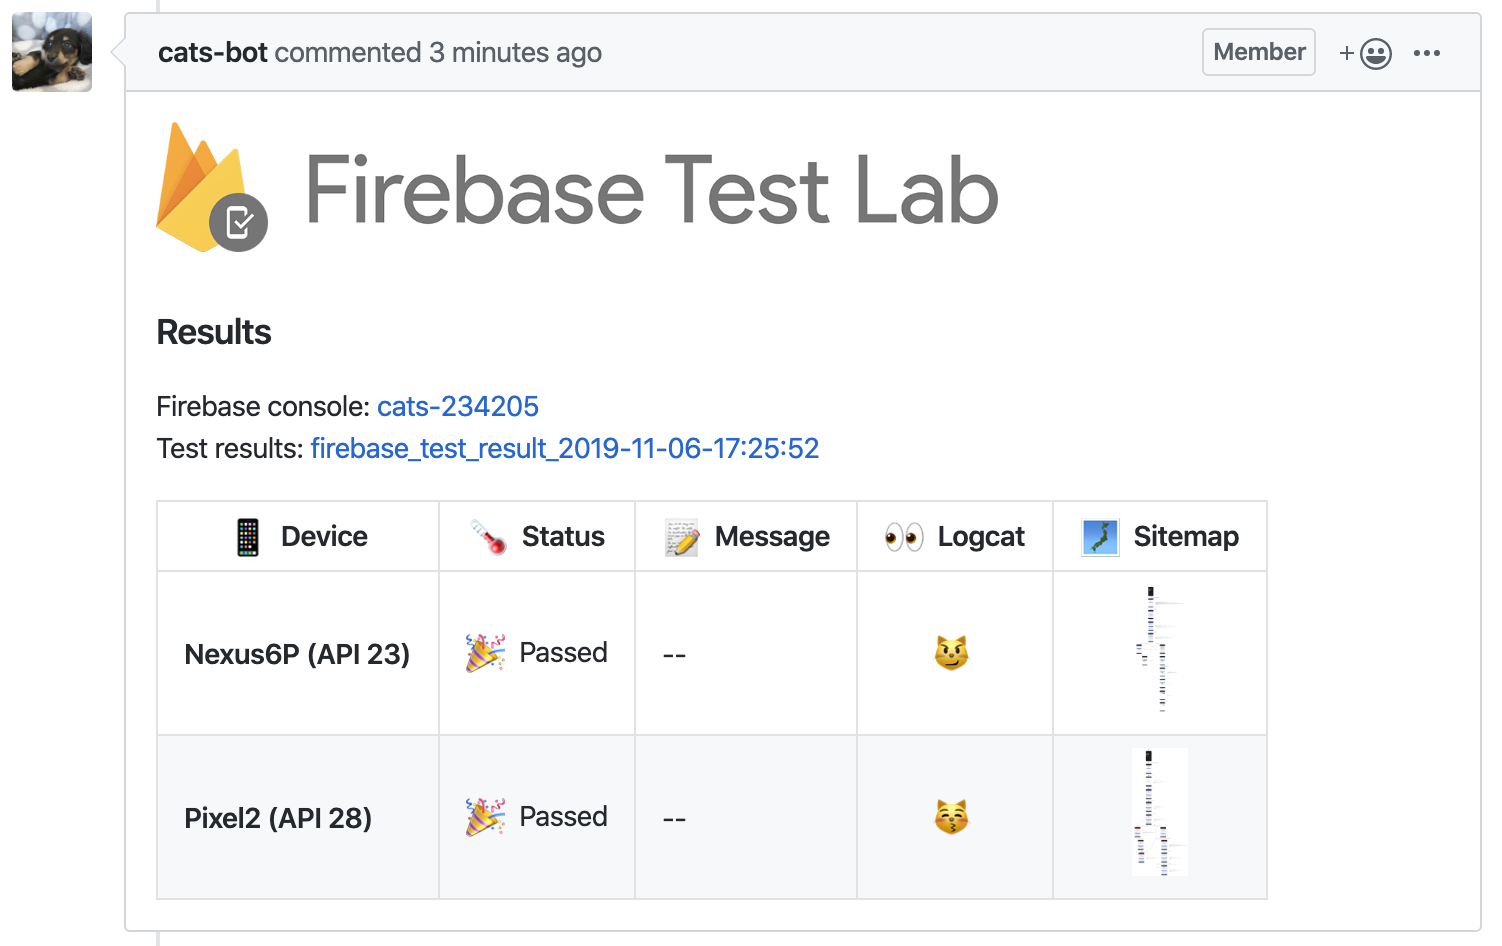 cats-bot commented 3 minutes ago
Member
Firebase Test Lab
Results
Firebase console: cats-234205
Test results: firebase_test_result_2019-11-06-17:25:52
Device Status Message Logcat Sitemap
Nexus6P (API 23) Passed --
Pixel2 (API 28) Passed --